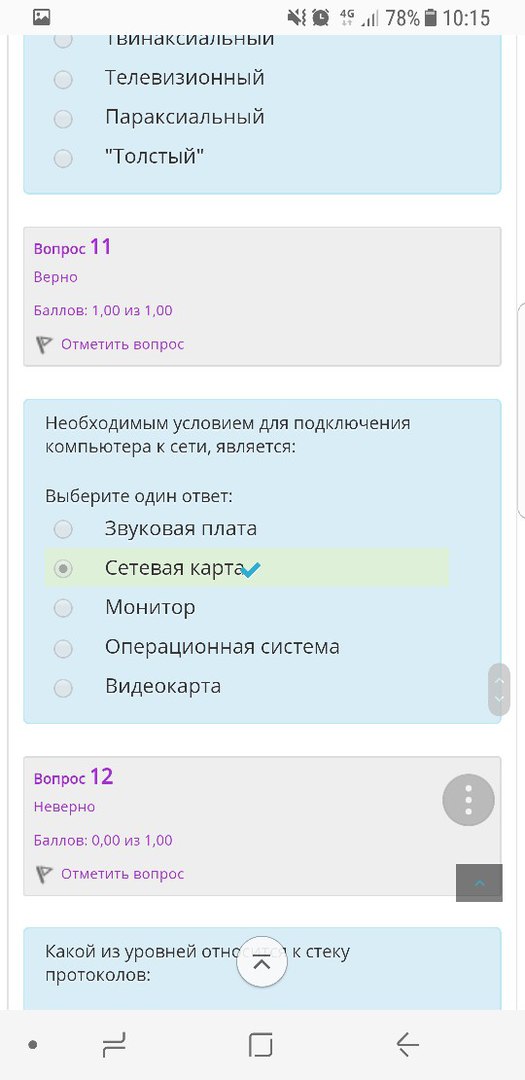 4G 78% 10:15
Твинаксиальный
Телевизионный
Параксиальный
"Толстый"
Вопрос 11
Верно
Баллов: 1,00 из 1,00
Отметить вопрос
Необходимым условием для подключения
компьютера к сети, является:
Выберите один ответ:
Звуковая плата
Сетевая карта
Монитор
Операционная система
Видеокарта
Вопрос 12
Неверно
Баллов: 0,00 из 1,00
Отметить вопрос
Какой из уровней относится к стеку
протоколов: